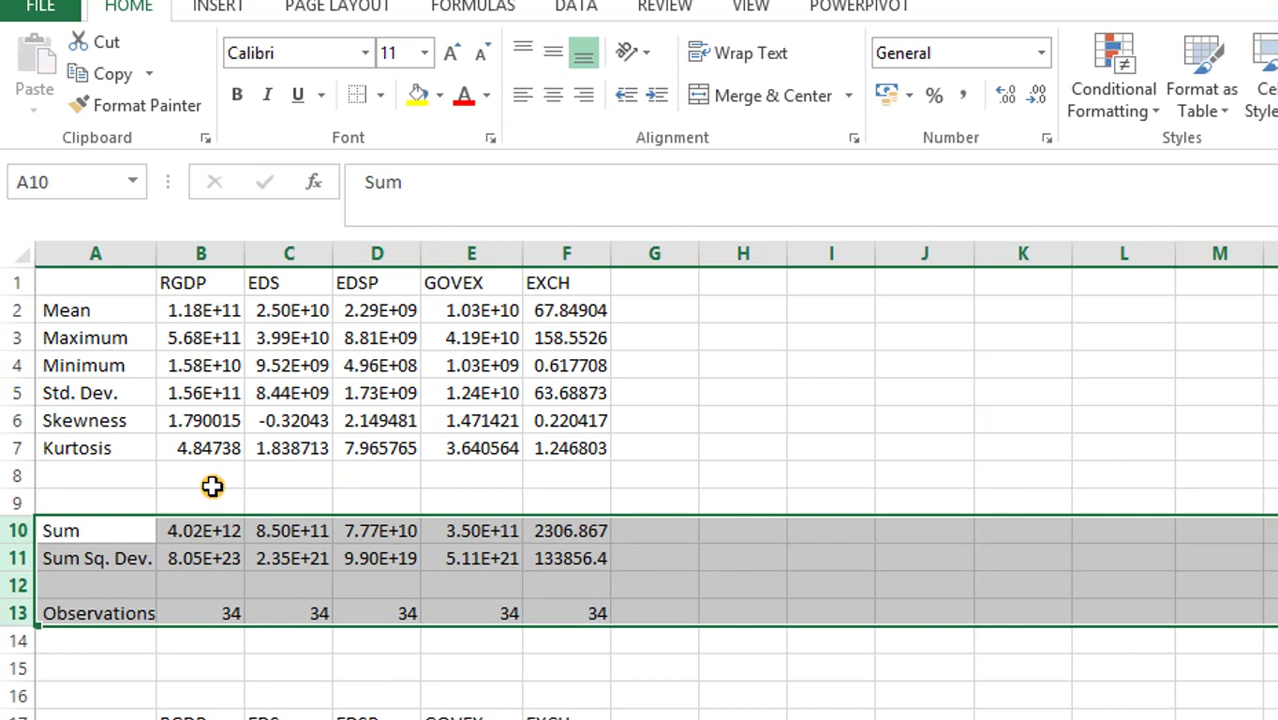 FILE HOME INSERT PAGE LAYOUT FORMULAS DATA REVIEW VIEW POWERPIVOT
Paste Cut Copy Format Painter
Clipboard
Calibri 11
B I U A
Font
Wrap Text
Merge & Center
Alignment
General
% , .00 .0
Number
Conditional Formatting
Format as Table
Styles
A10 fx Sum
A B C D E F G H I J K L M
1 RGDP EDS EDSP GOVEX EXCH
2 Mean 1.18E+11 2.50E+10 2.29E+09 1.03E+10 67.84904
3 Maximum 5.68E+11 3.99E+10 8.81E+09 4.19E+10 158.5526
4 Minimum 1.58E+10 9.52E+09 4.96E+08 1.03E+09 0.617708
5 Std. Dev. 1.56E+11 8.44E+09 1.73E+09 1.24E+10 63.68873
6 Skewness 1.790015 -0.32043 2.149481 1.471421 0.220417
7 Kurtosis 4.84738 1.838713 7.965765 3.640564 1.246803
8
9
10 Sum 4.02E+12 8.50E+11 7.77E+10 3.50E+11 2306.867
11 Sum Sq. Dev. 8.05E+23 2.35E+21 9.90E+19 5.11E+21 133856.4
12
13 Observations 34 34 34 34 34
14
15
16
17 RGDP EDS EDSP GOVEX EXCH